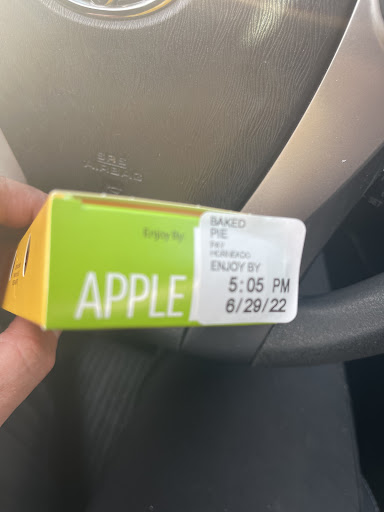 SRS
AIRBAG
Enjoy By:
APPLE
BAKED
PIE
PAY
HORNEADO
ENJOY BY
5:05 PM
6/29/22